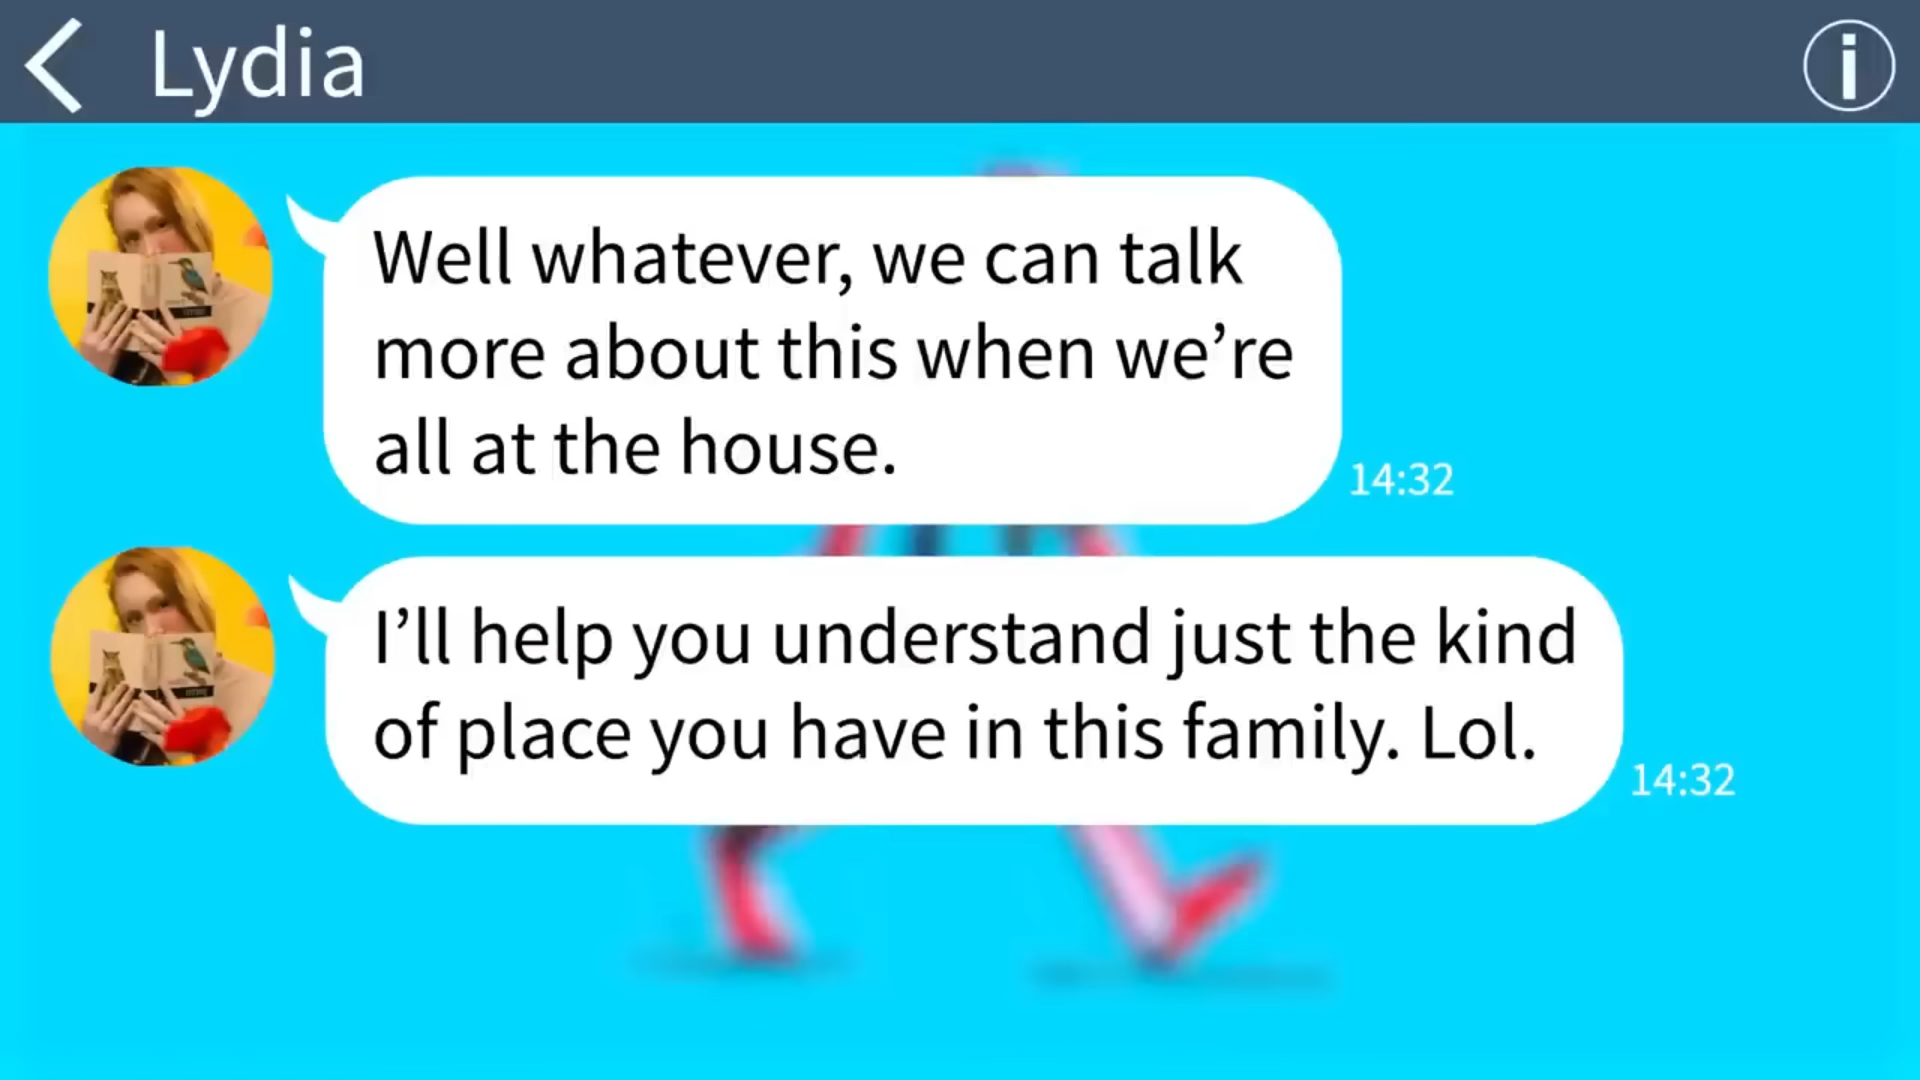 Lydia
Well whatever, we can talk
more about this when we’re
all at the house.
14:32
I’ll help you understand just the kind
of place you have in this family. Lol.
14:32